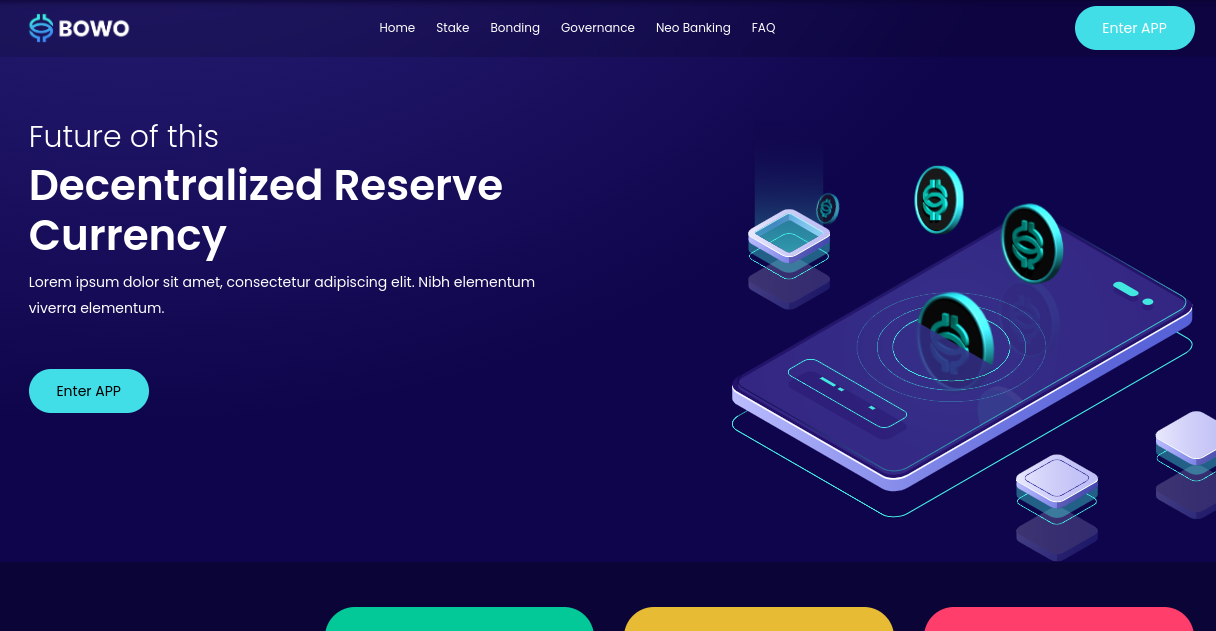 BOWO
Home Stake Bonding Governance Neo Banking FAQ
Enter APP
Future of this
Decentralized Reserve
Currency
Lorem ipsum dolor sit amet, consectetur adipiscing elit. Nibh elementum
viverra elementum.
Enter APP